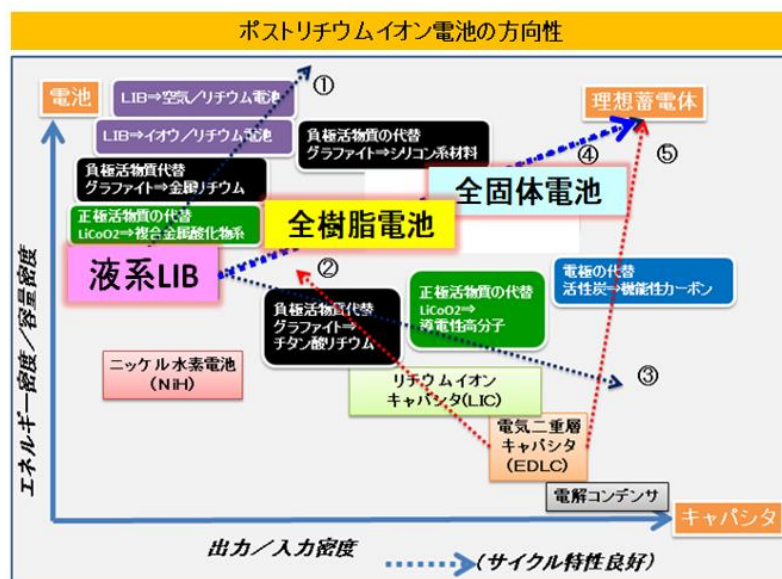 ポストリチウムイオン電池の方向性
電池
LIB⇒空気/リチウム電池
①
理想蓄電体
LIB⇒イオウ/リチウム電池
負極活物質の代替
グラファイト⇒シリコン系材料
④
⑤
負極活物質代替
グラファイト⇒金属リチウム
全固体電池
正極活物質の代替
LiCoO2⇒複合金属酸化物系
全樹脂電池
液系LIB
②
負極活物質代替
グラファイト⇒
チタン酸リチウム
正極活物質の代替
LiCoO2⇒
導電性高分子
電極の代替
活性炭⇒機能性カーボン
③
ニッケル水素電池
(NiH)
リチウムイオン
キャパシタ(LIC)
電気二重層
キャパシタ
(EDLC)
電解コンデンサ
キャパシタ
エネルギー密度/容量密度
出力/入力密度
(サイクル特性良好)